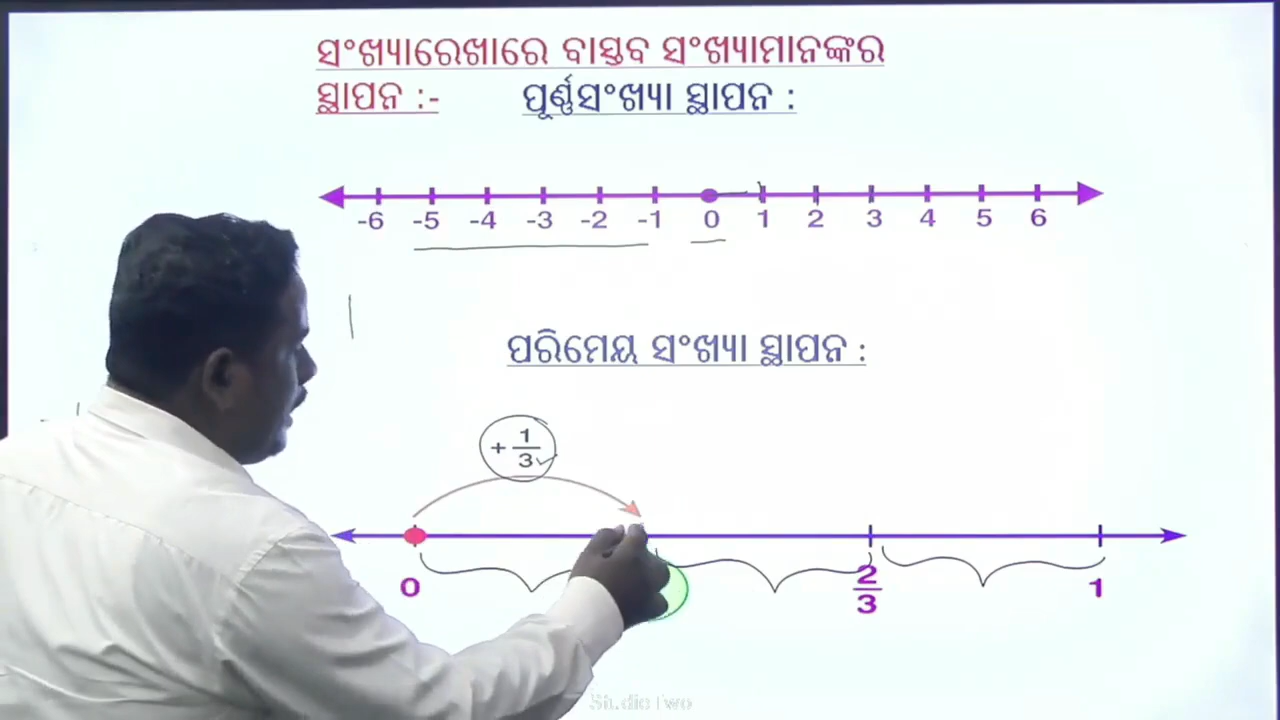 ସଂଖ୍ୟାରେଖାରେ ବାସ୍ତବ ସଂଖ୍ୟାମାନଙ୍କର
ସ୍ଥାପନ :- ପୂର୍ଣ୍ଣସଂଖ୍ୟା ସ୍ଥାପନ :
-6 -5 -4 -3 -2 -1 0 1 2 3 4 5 6
ପରିମେୟ ସଂଖ୍ୟା ସ୍ଥାପନ :
+ 1/3
0 2/3 1